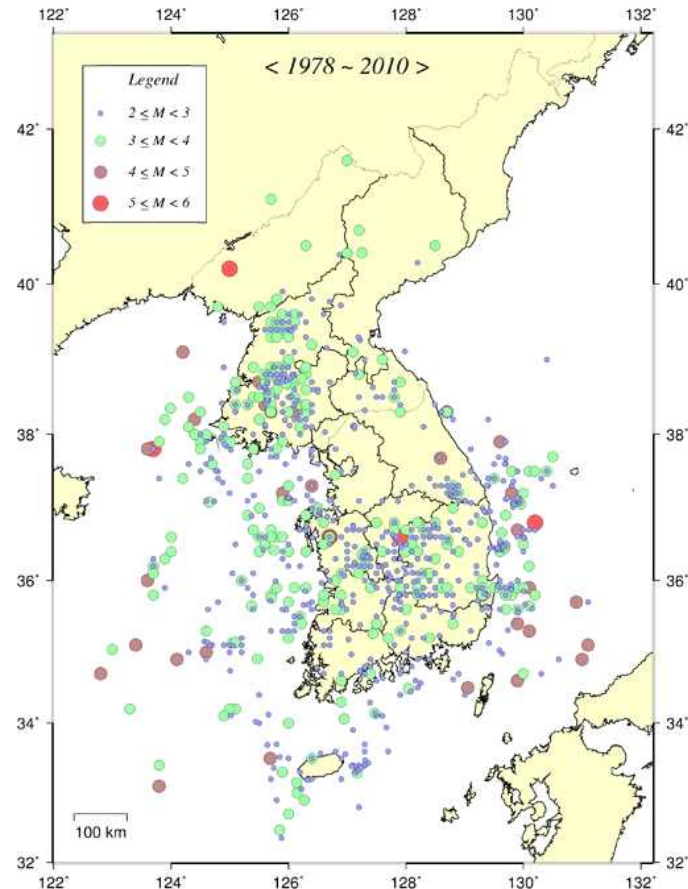 122° 124° 126° 128° 130° 132°
< 1978 ~ 2010 >
Legend
2 ≤ M < 3
3 ≤ M < 4
4 ≤ M < 5
5 ≤ M < 6
42° 42°
40° 40°
38° 38°
36° 36°
34° 34°
100 km
32° 32°
122° 124° 126° 128° 130° 132°